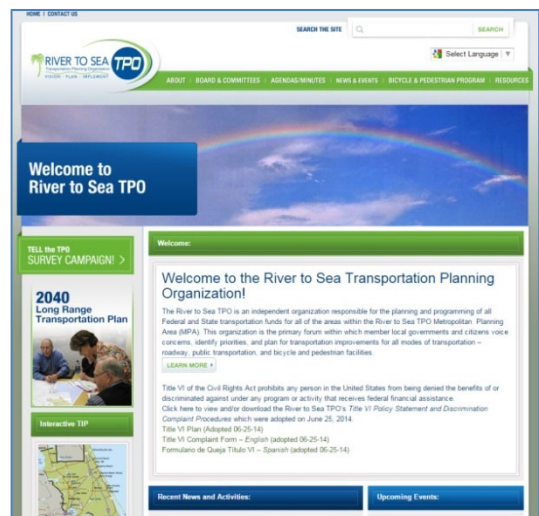 HOME | CONTACT US
SEARCH THE SITE
SEARCH
Select Language ▼
RIVER TO SEA TPO
Transportation Planning Organization
VISION - PLAN - IMPLEMENT
ABOUT | BOARD & COMMITTEES | AGENDAS/MINUTES | NEWS & EVENTS | BICYCLE & PEDESTRIAN PROGRAM | RESOURCES
Welcome to
River to Sea TPO
TELL the TPO
SURVEY CAMPAIGN! >
2040
Long Range
Transportation Plan
Interactive TIP
Welcome:
Welcome to the River to Sea Transportation Planning
Organization!
The River to Sea TPO is an independent organization responsible for the planning and programming of all
Federal and State transportation funds for all of the areas within the River to Sea TPO Metropolitan Planning
Area (MPA). This organization is the primary forum within which member local governments and citizens voice
concerns, identify priorities, and plan for transportation improvements for all modes of transportation –
roadway, public transportation, and bicycle and pedestrian facilities.
LEARN MORE
Title VI of the Civil Rights Act prohibits any person in the United States from being denied the benefits of or
discriminated against under any program or activity that receives federal financial assistance.
Click here to view and/or download the River to Sea TPO's Title VI Policy Statement and Discrimination
Complaint Procedures which were adopted on June 25, 2014.
Title VI Plan (Adopted 06-25-14)
Title VI Complaint Form – English (adopted 06-25-14)
Formulario de Queja Título VI – Spanish (adopted 06-25-14)
Recent News and Activities:
Upcoming Events: